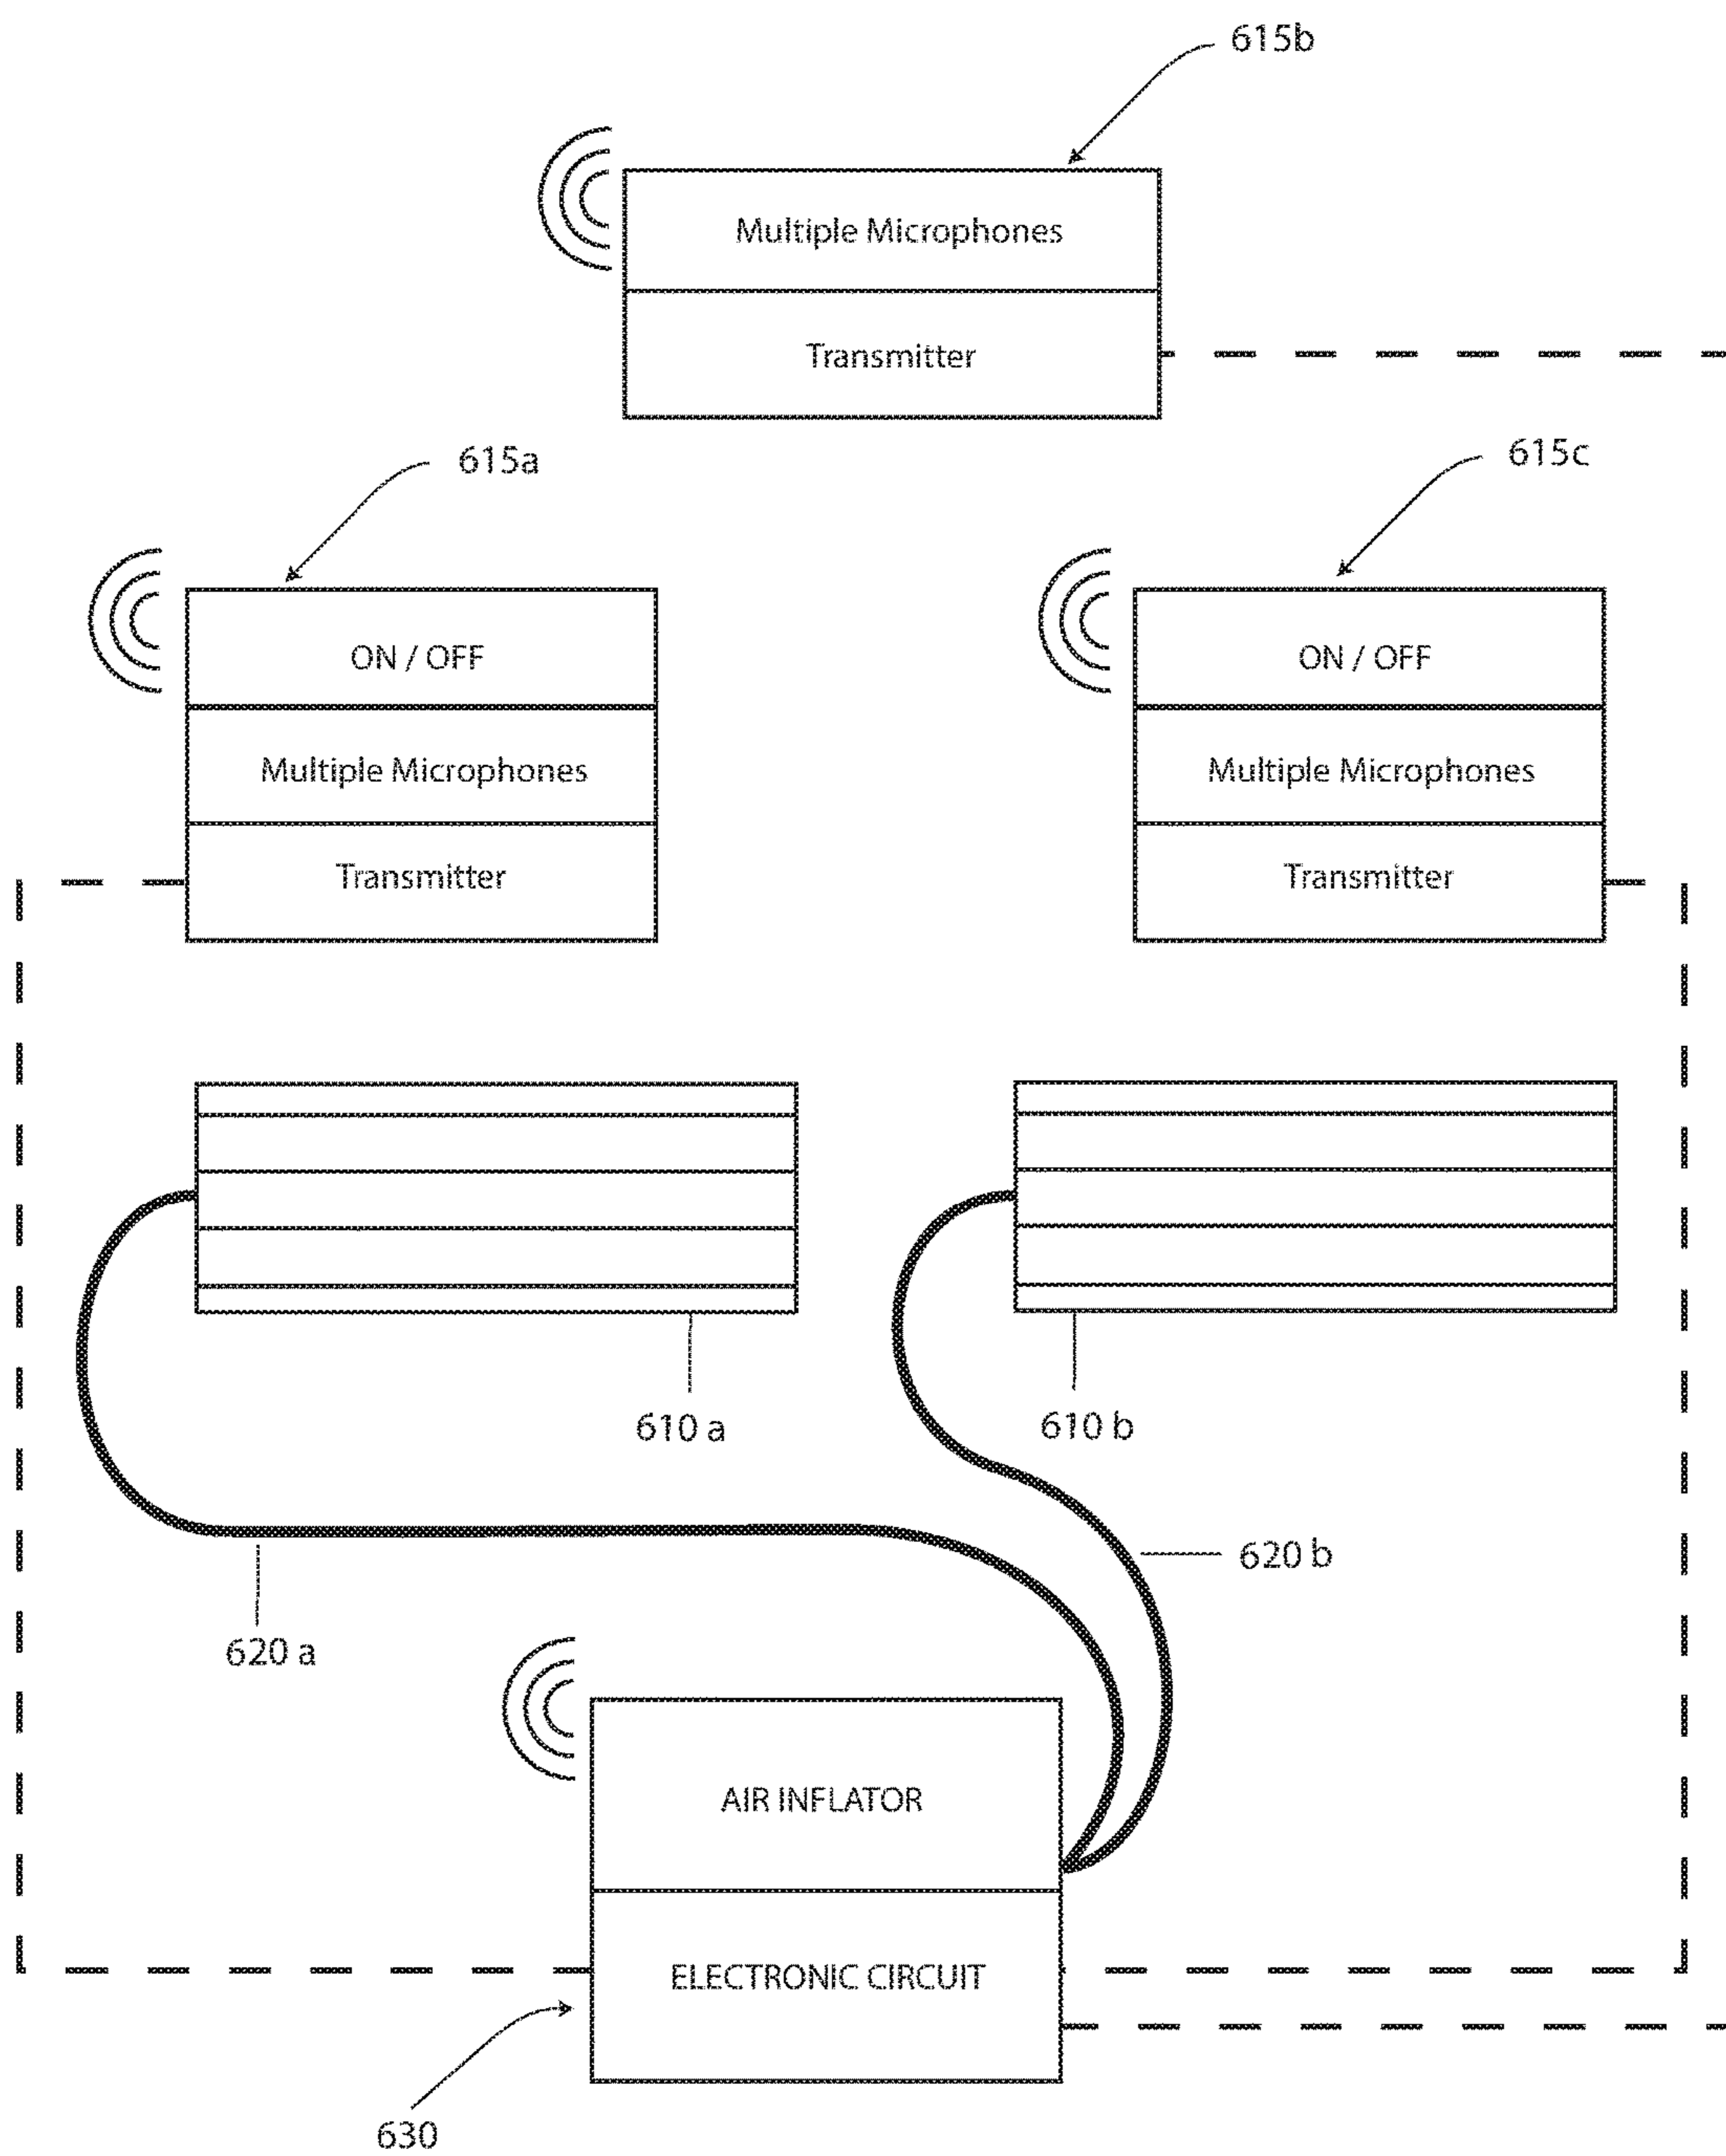 615b
Multiple Microphones
Transmitter
615a
615c
ON / OFF
ON / OFF
Multiple Microphones
Multiple Microphones
Transmitter
Transmitter
610 a
610 b
620 b
620 a
AIR INFLATOR
ELECTRONIC CIRCUIT
630